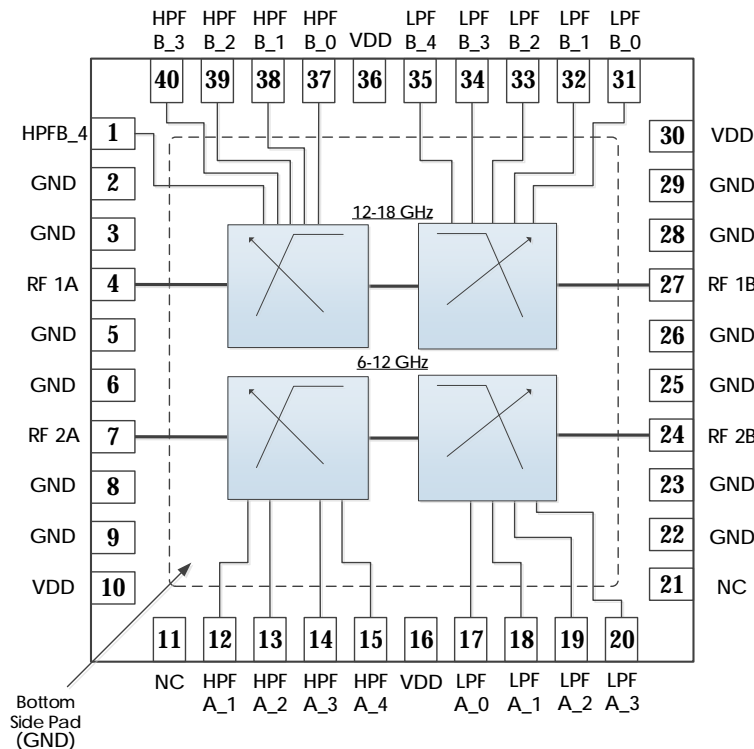 HPF HPF HPF HPF LPF LPF LPF LPF LPF
B_3 B_2 B_1 B_0 VDD B_4 B_3 B_2 B_1 B_0
40 39 38 37 36 35 34 33 32 31
HPFB_4 1 30 VDD
GND 2 29 GND
GND 3 28 GND
12-18 GHz
RF 1A 4 27 RF 1B
GND 5 26 GND
6-12 GHz
GND 6 25 GND
RF 2A 7 24 RF 2B
GND 8 23 GND
GND 9 22 GND
VDD 10 21 NC
11 12 13 14 15 16 17 18 19 20
NC HPF HPF HPF HPF VDD LPF LPF LPF LPF
A_1 A_2 A_3 A_4 A_0 A_1 A_2 A_3
Bottom
Side Pad
(GND)